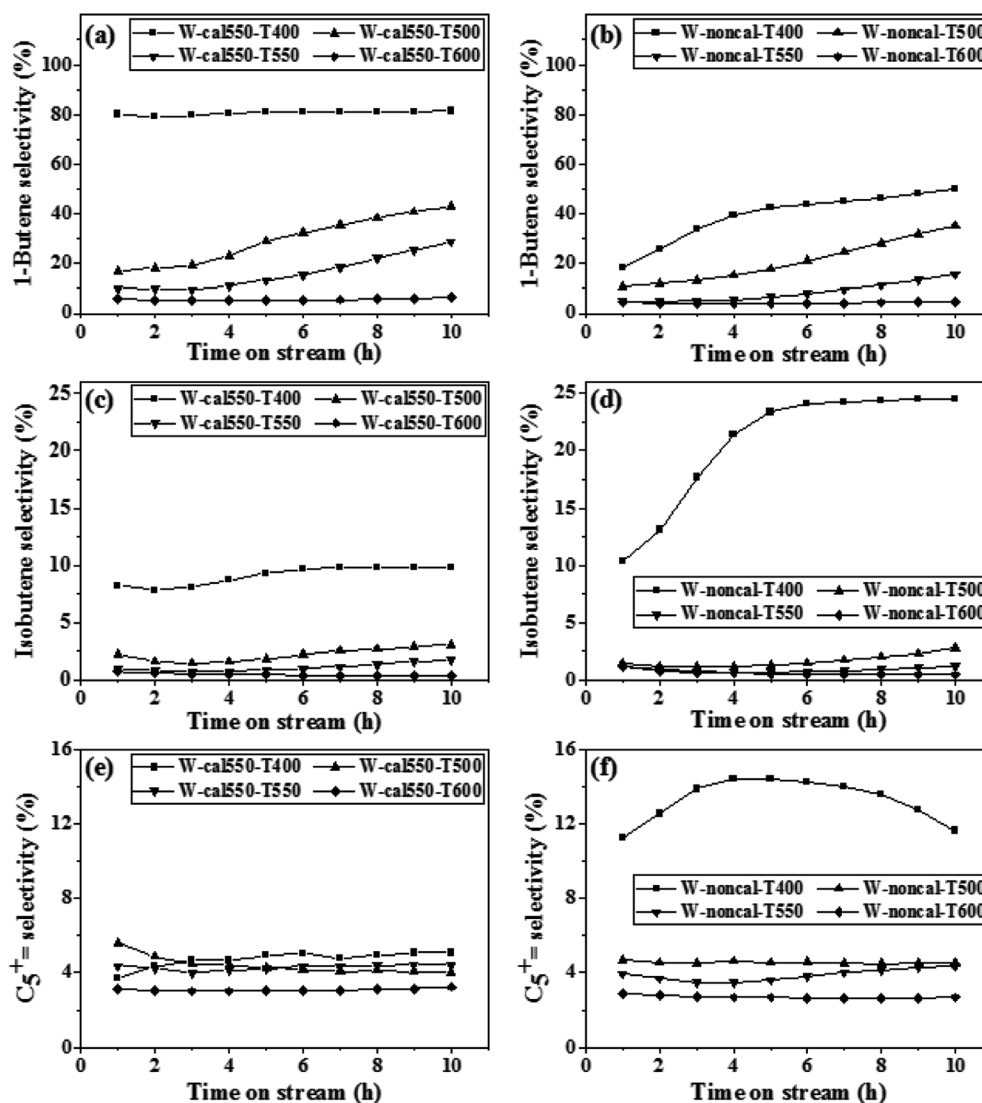 (a)
W-cal550-T400 W-cal550-T500
W-cal550-T550 W-cal550-T600
1-Butene selectivity (%)
100
80
60
40
20
0
0 2 4 6 8 10
Time on stream (h)
(b)
W-noncal-T400 W-noncal-T500
W-noncal-T550 W-noncal-T600
1-Butene selectivity (%)
100
80
60
40
20
0
0 2 4 6 8 10
Time on stream (h)
(c)
W-cal550-T400 W-cal550-T500
W-cal550-T550 W-cal550-T600
Isobutene selectivity (%)
25
20
15
10
5
0
0 2 4 6 8 10
Time on stream (h)
(d)
W-noncal-T400 W-noncal-T500
W-noncal-T550 W-noncal-T600
Isobutene selectivity (%)
25
20
15
10
5
0
0 2 4 6 8 10
Time on stream (h)
(e)
W-cal550-T400 W-cal550-T500
W-cal550-T550 W-cal550-T600
C5+= selectivity (%)
16
12
8
4
0
0 2 4 6 8 10
Time on stream (h)
(f)
W-noncal-T400 W-noncal-T500
W-noncal-T550 W-noncal-T600
C5+= selectivity (%)
16
12
8
4
0
0 2 4 6 8 10
Time on stream (h)